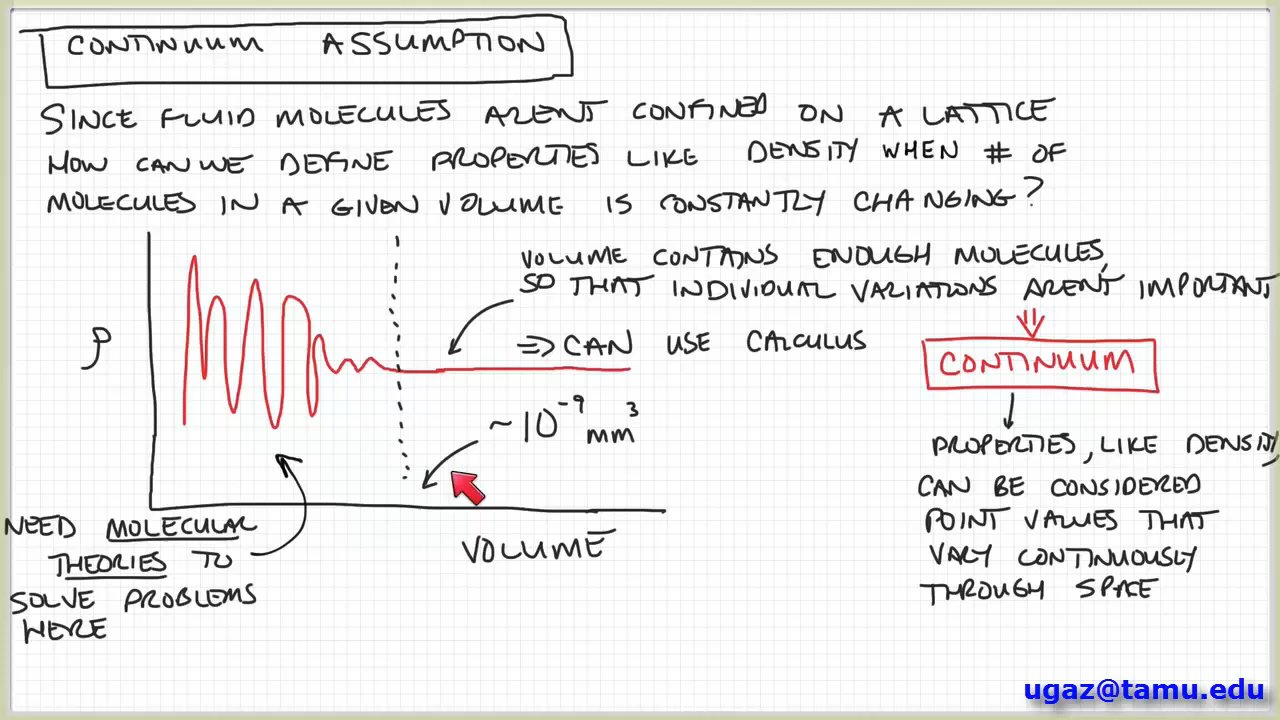 CONTINUUM ASSUMPTION
SINCE FLUID MOLECULES ARENT CONFINED ON A LATTICE
HOW CAN WE DEFINE PROPERTIES LIKE DENSITY WHEN # OF
MOLECULES IN A GIVEN VOLUME IS CONSTANTLY CHANGING?
VOLUME CONTAINS ENOUGH MOLECULES,
SO THAT INDIVIDUAL VARIATIONS AREN'T IMPORTANT
⇒ CAN USE CALCULUS
CONTINUUM
ρ
~10⁻⁹ mm³
PROPERTIES, LIKE DENSITY,
CAN BE CONSIDERED
POINT VALUES THAT
VARY CONTINUOUSLY
THROUGH SPACE
NEED MOLECULAR
THEORIES TO
SOLVE PROBLEMS
HERE
VOLUME
ugaz@tamu.edu